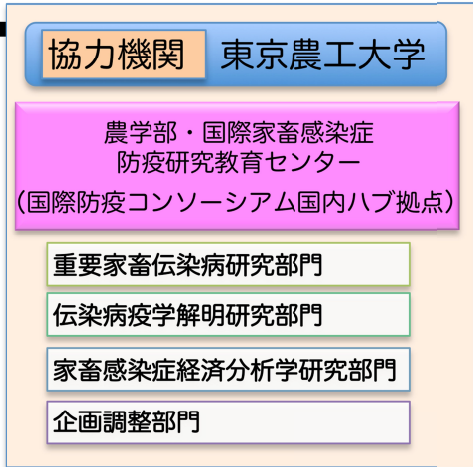 協力機関 東京農工大学
農学部・国際家畜感染症
防疫研究教育センター
(国際防疫コンソーシアム国内ハブ拠点)
重要家畜伝染病研究部門
伝染病疫学解明研究部門
家畜感染症経済分析学研究部門
企画調整部門